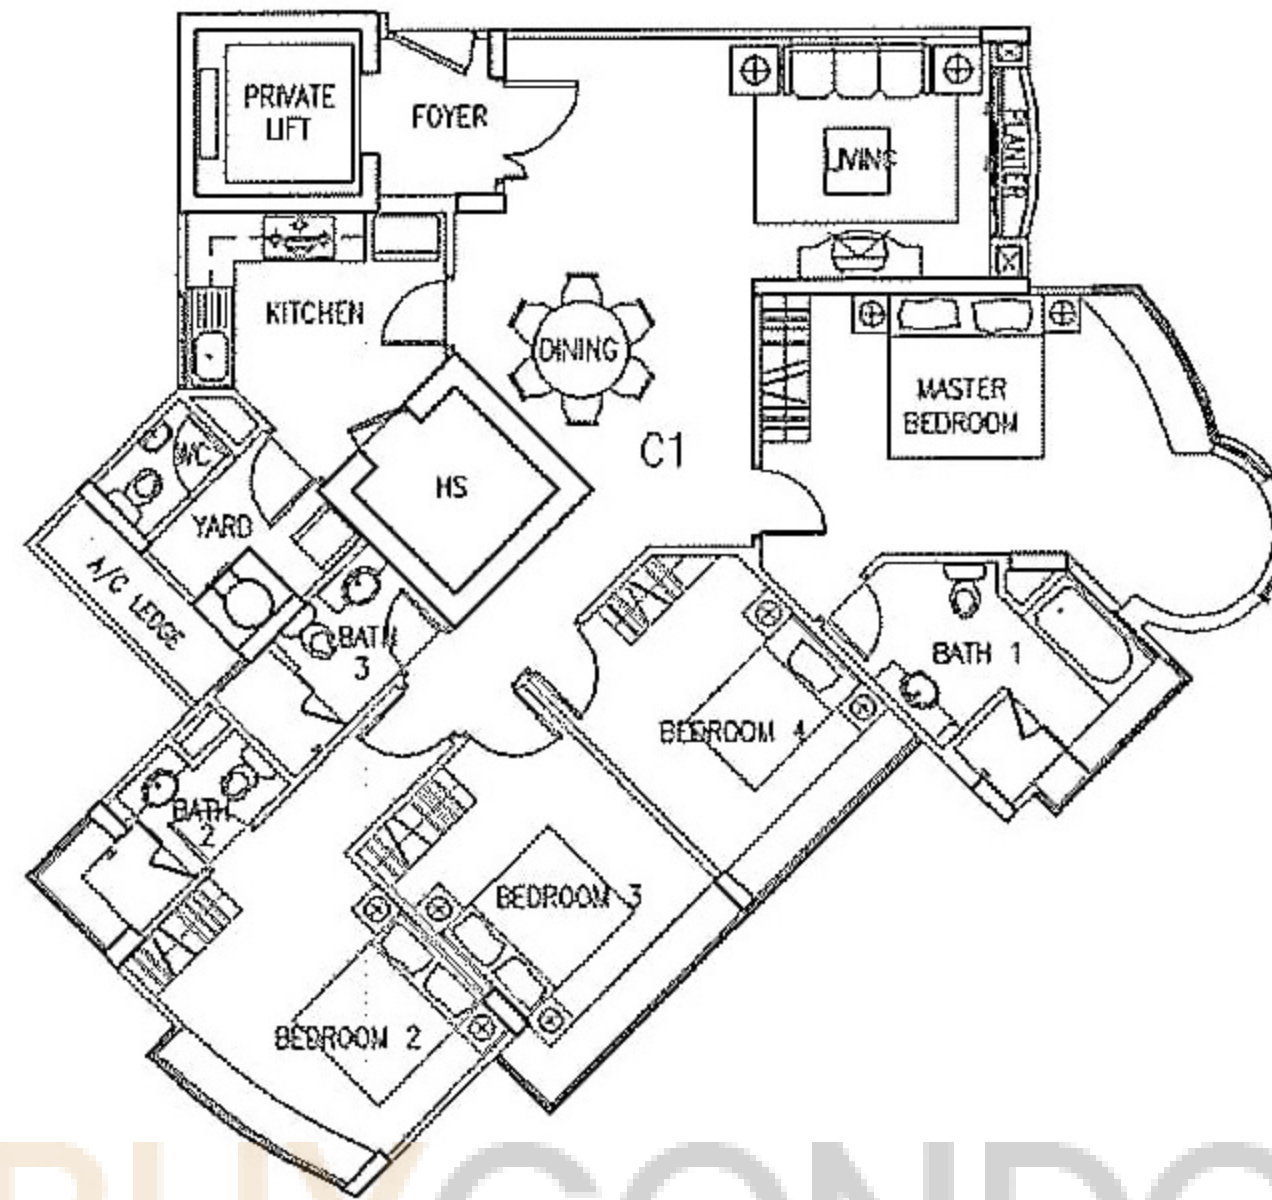 PRIVATE
LIFT
FOYER
LIVING
PLANTER
KITCHEN
DINING
MASTER
BEDROOM
C1
WC
HS
YARD
A/C LEDGE
BATH
3
BATH 1
BEDROOM 4
BATH
2
BEDROOM 3
BEDROOM 2
BUYCONDO